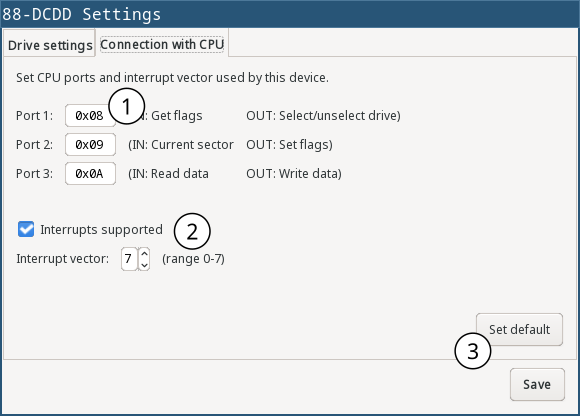 88-DCDD Settings
Drive settings Connection with CPU
Set CPU ports and interrupt vector used by this device.
Port 1: 0x08 1 N: Get flags OUT: Select/unselect drive)
Port 2: 0x09 (IN: Current sector OUT: Set flags)
Port 3: 0x0A (IN: Read data OUT: Write data)
Interrupts supported 2
Interrupt vector: 7 (range 0-7)
Set default
3
Save